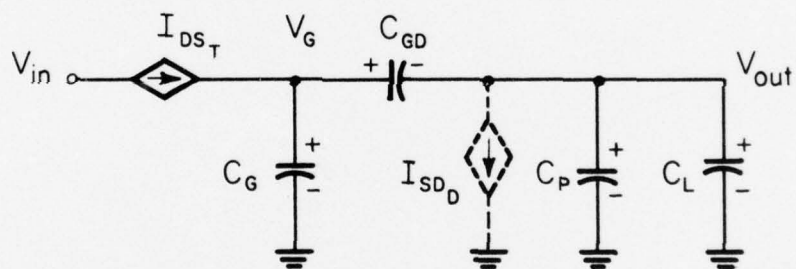 I_DS_T V_G C_GD
V_in + - V_out
+ + +
C_G - I_SD_D C_P - C_L -